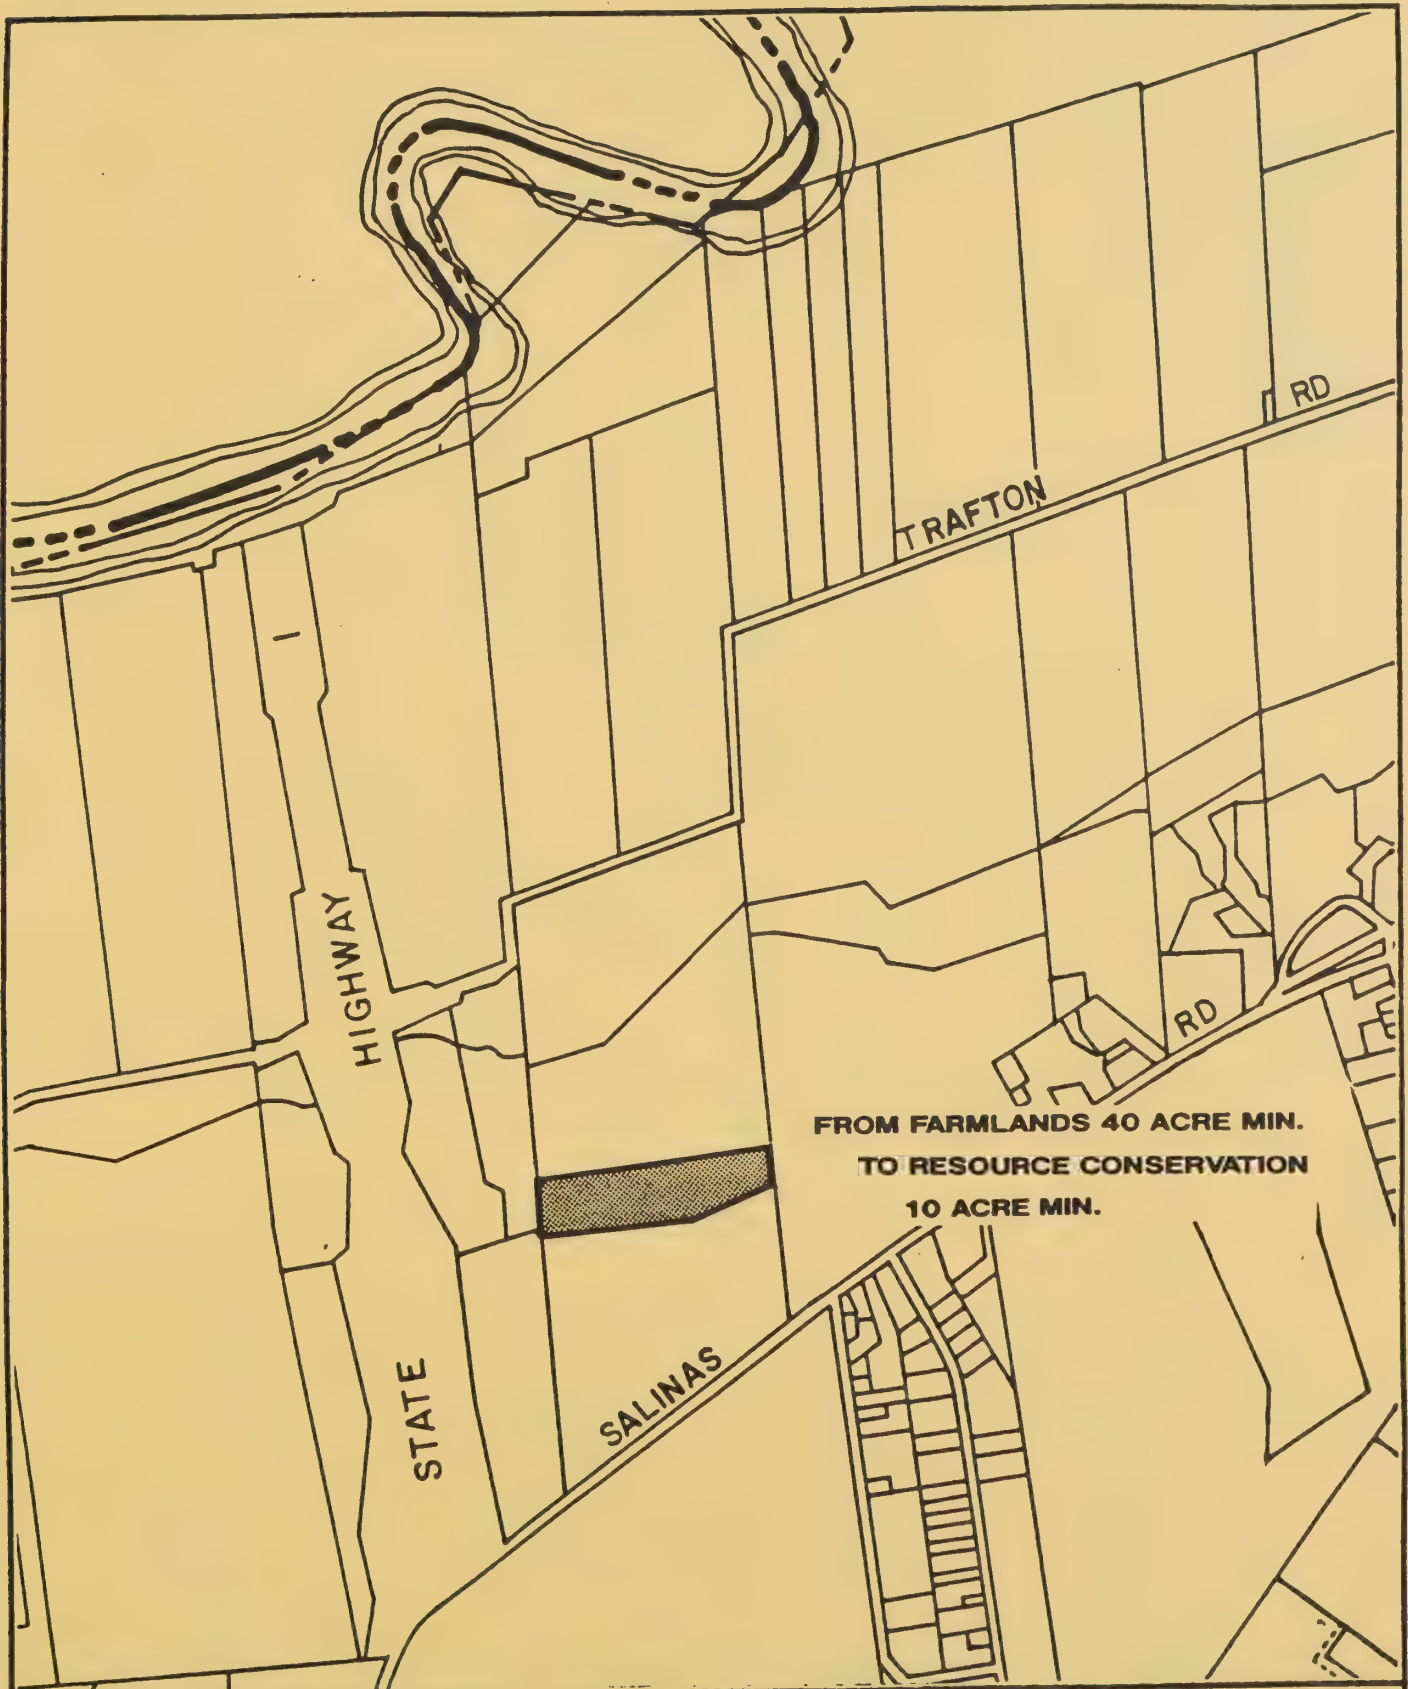 RD
TRAFTON
HIGHWAY
RD
FROM FARMLANDS 40 ACRE MIN.
TO RESOURCE CONSERVATION
10 ACRE MIN.
SALINAS
STATE